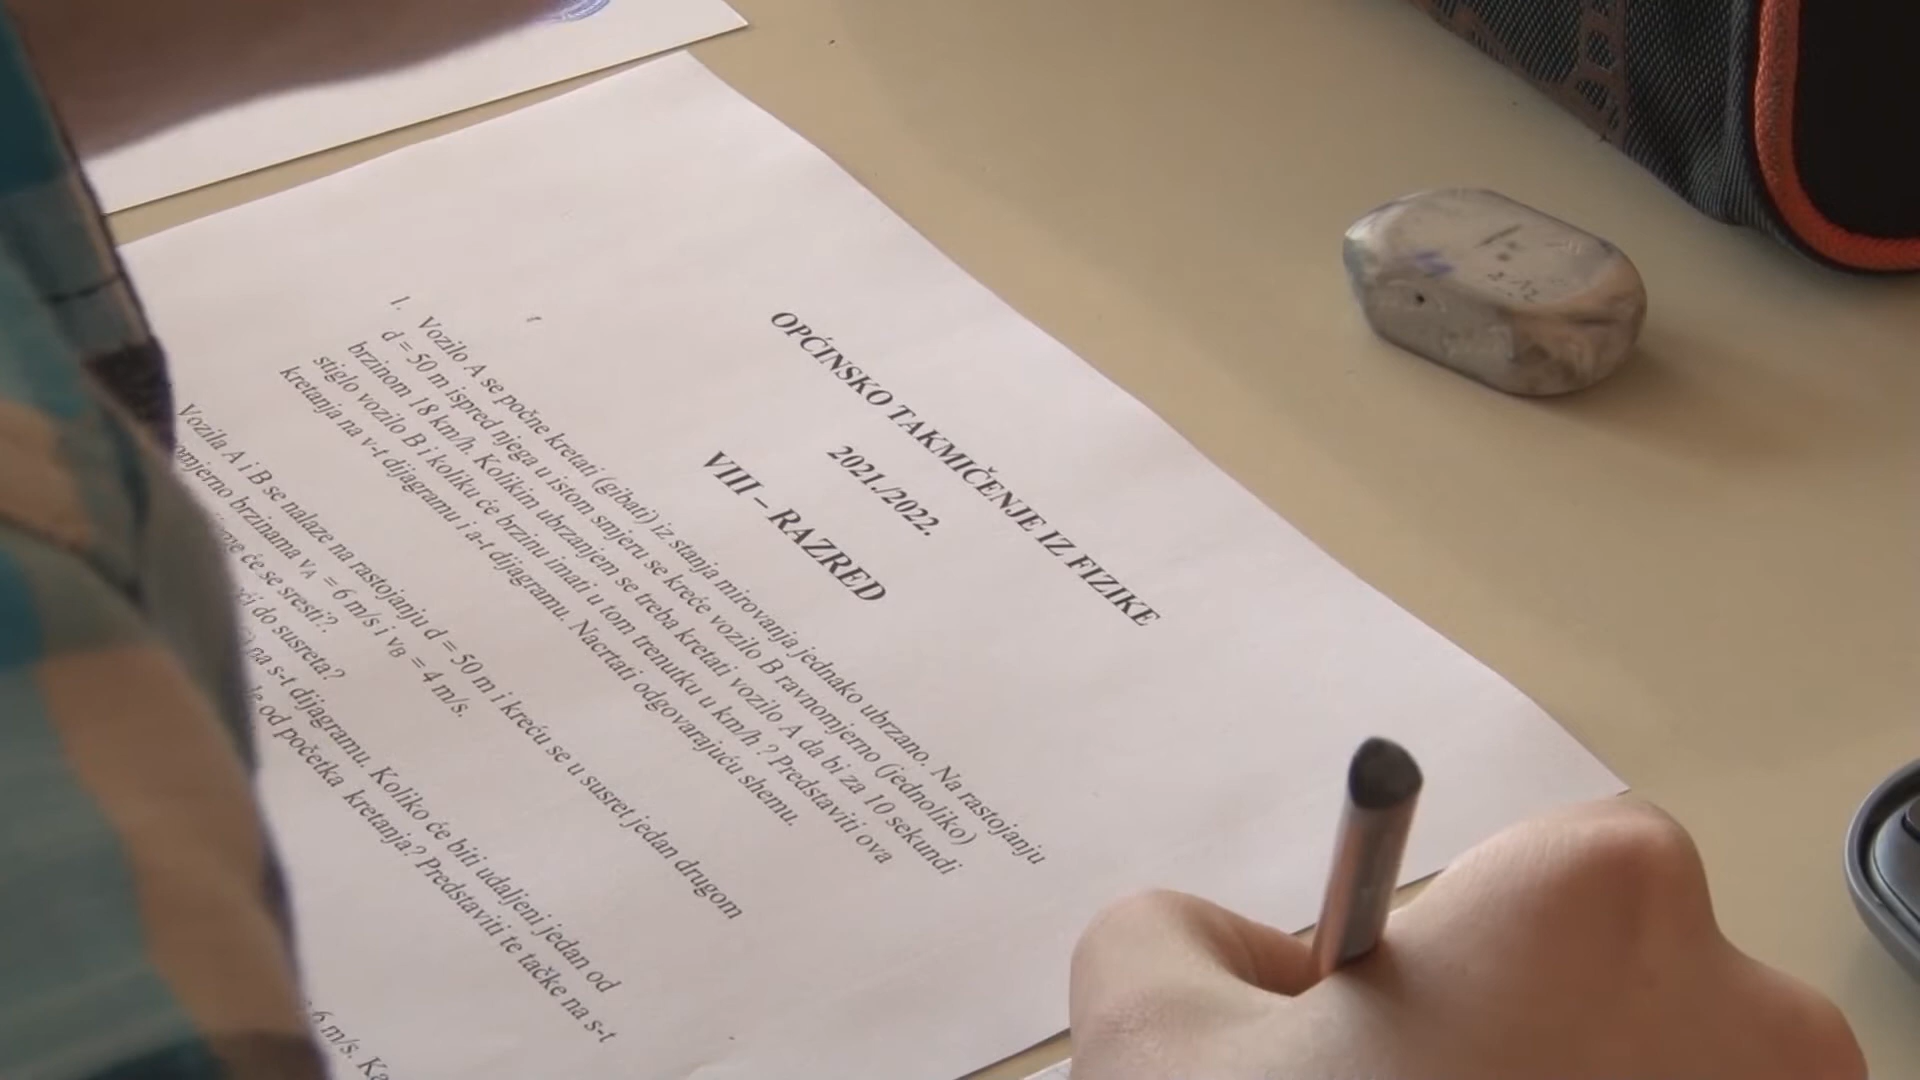 OPĆINSKO TAKMIČENJE IZ FIZIKE
2021./2022.
VIII – RAZRED
1. Vozilo A se počne kretati (gibati) iz stanja mirovanja jednako ubrzano. Na rastojanju
d = 50 m ispred njega u istom smjeru se kreće vozilo B ravnomjerno (jednoliko)
brzinom 18 km/h. Kolikim ubrzanjem se treba kretati vozilo A da bi za 10 sekundi
stiglo vozilo B i koliku će brzinu imati u tom trenutku u km/h ? Predstaviti ova
kretanja na v-t dijagramu i a-t dijagramu. Nacrtati odgovarajuću shemu.
Vozila A i B se nalaze na rastojanju d = 50 m i kreću se u susret jedan drugom
brzinama vA = 6 m/s i vB = 4 m/s.
će se sresti?.
do susreta?
na s-t dijagramu. Koliko će biti udaljeni jedan od
od početka kretanja? Predstaviti te tačke na s-t
6 m/s.